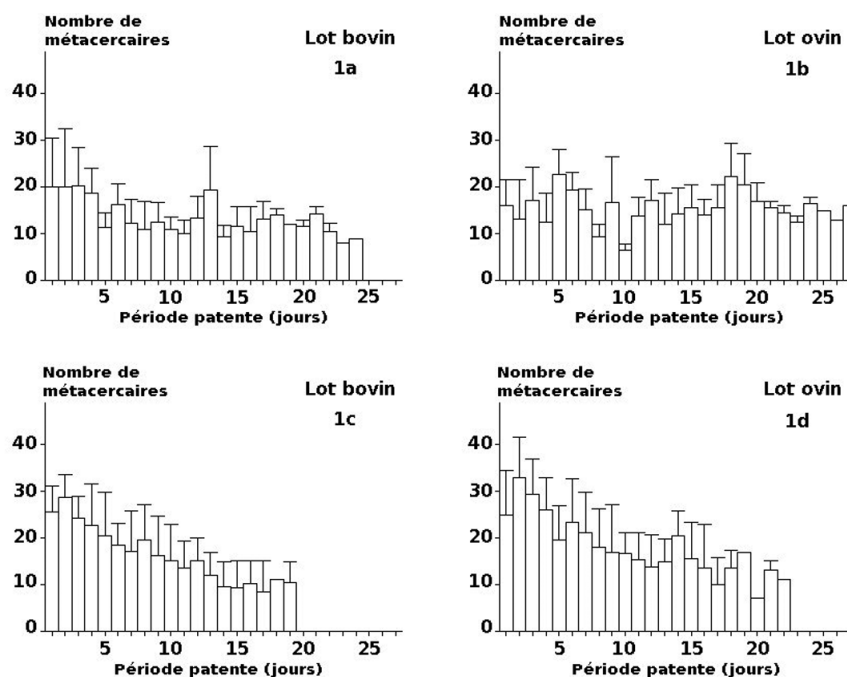 Nombre de
métacercaires
Lot bovin
1a
40
30
20
10
0
5 10 15 20 25
Période patente (jours)
Nombre de
métacercaires
Lot ovin
1b
40
30
20
10
0
5 10 15 20 25
Période patente (jours)
Nombre de
métacercaires
Lot bovin
1c
40
30
20
10
0
5 10 15 20 25
Période patente (jours)
Nombre de
métacercaires
Lot ovin
1d
40
30
20
10
0
5 10 15 20 25
Période patente (jours)